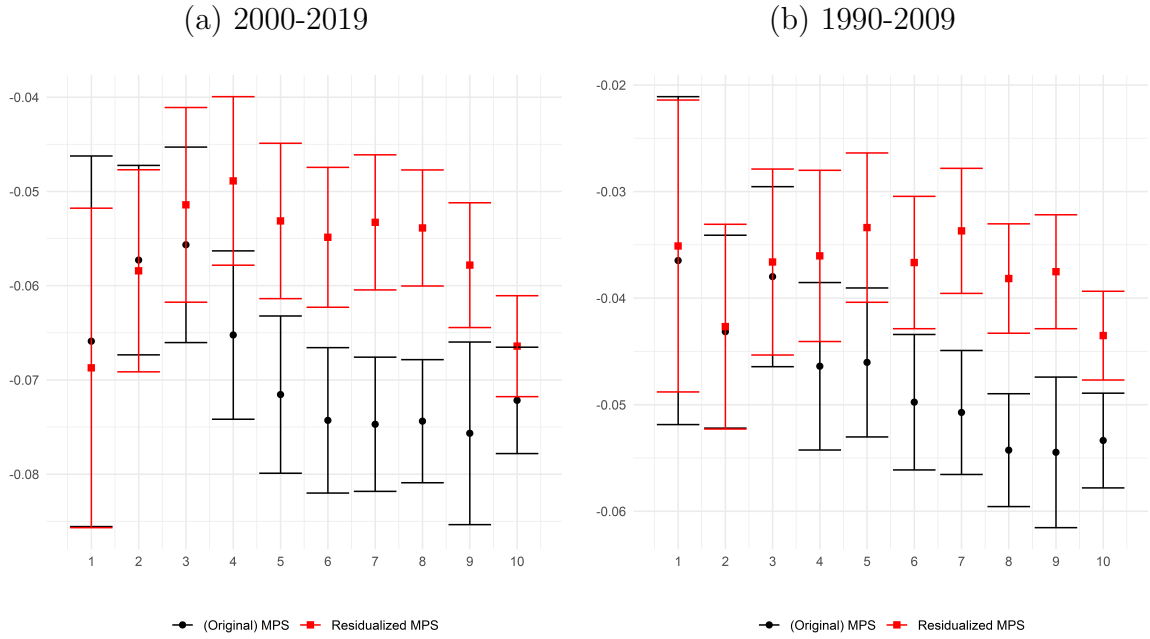 (a) 2000-2019
-0.04
-0.05
-0.06
-0.07
-0.08
1 2 3 4 5 6 7 8 9 10
(Original) MPS Residualized MPS
(b) 1990-2009
-0.02
-0.03
-0.04
-0.05
-0.06
1 2 3 4 5 6 7 8 9 10
(Original) MPS Residualized MPS